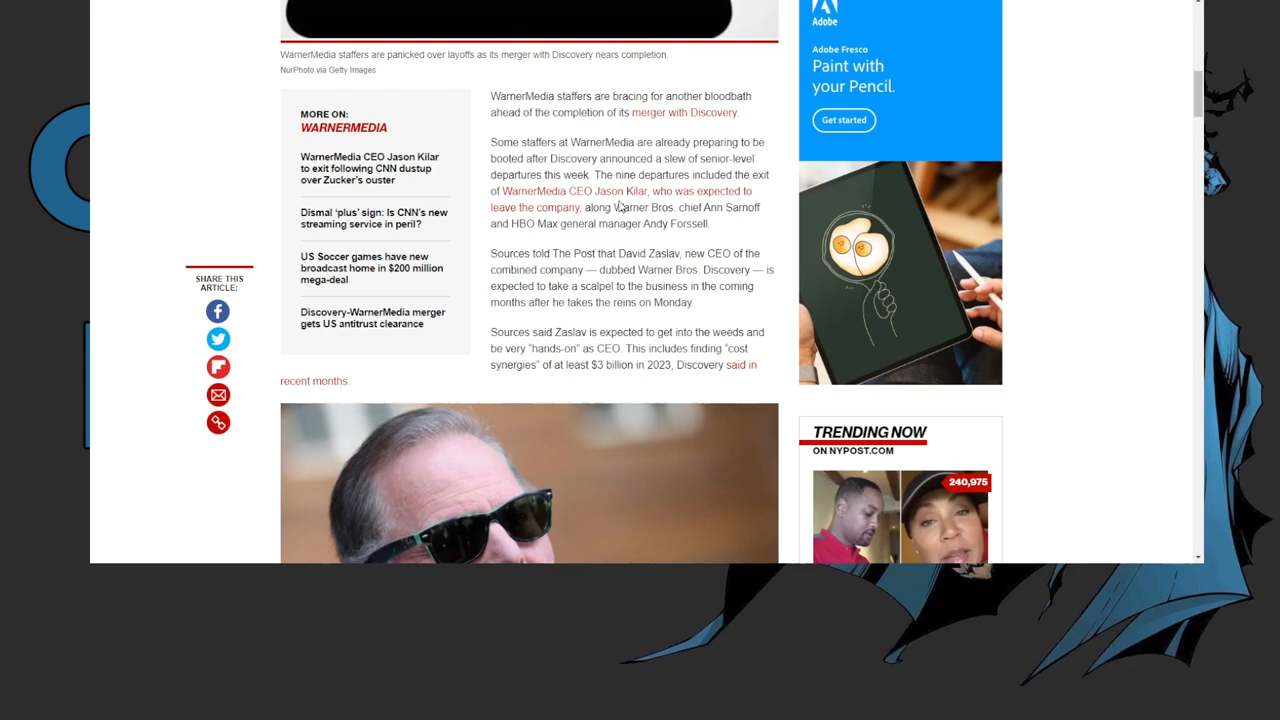 WarnerMedia staffers are panicked over layoffs as its merger with Discovery nears completion.
NurPhoto via Getty Images
MORE ON:
WARNERMEDIA
WarnerMedia CEO Jason Kilar
to exit following CNN dustup
over Zucker's ouster
Dismal 'plus' sign: Is CNN's new
streaming service in peril?
US Soccer games have new
broadcast home in $200 million
mega-deal
Discovery-WarnerMedia merger
gets US antitrust clearance
WarnerMedia staffers are bracing for another bloodbath
ahead of the completion of its merger with Discovery.
Some staffers at WarnerMedia are already preparing to be
booted after Discovery announced a slew of senior-level
departures this week. The nine departures included the exit
of WarnerMedia CEO Jason Kilar, who was expected to
leave the company, along Warner Bros. chief Ann Sarnoff
and HBO Max general manager Andy Forssell.
Sources told The Post that David Zaslav, new CEO of the
combined company — dubbed Warner Bros. Discovery — is
expected to take a scalpel to the business in the coming
months after he takes the reins on Monday.
Sources said Zaslav is expected to get into the weeds and
be very "hands-on" as CEO. This includes finding "cost
synergies" of at least $3 billion in 2023, Discovery said in
recent months.
SHARE THIS
ARTICLE:
Adobe
Adobe Fresco
Paint with
your Pencil.
Get started
TRENDING NOW
ON NYPOST.COM
240,975